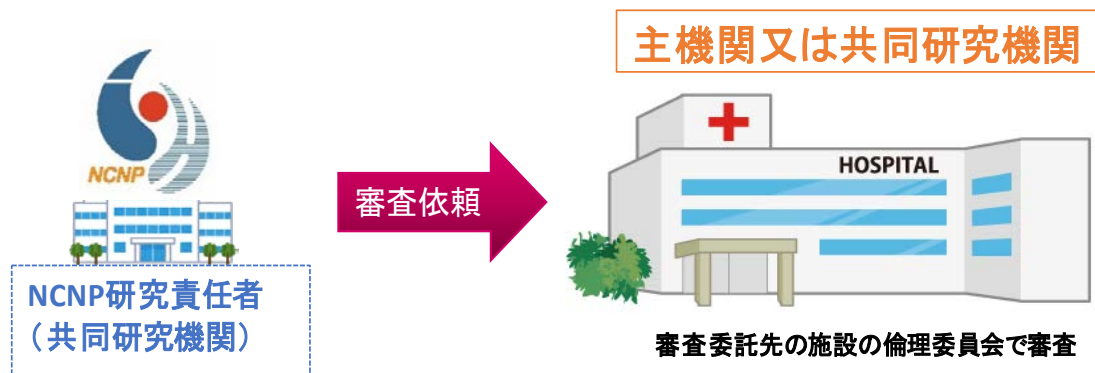 主機関又は共同研究機関
HOSPITAL
NCNP
審査依頼
NCNP研究責任者
（共同研究機関）
審査委託先の施設の倫理委員会で審査